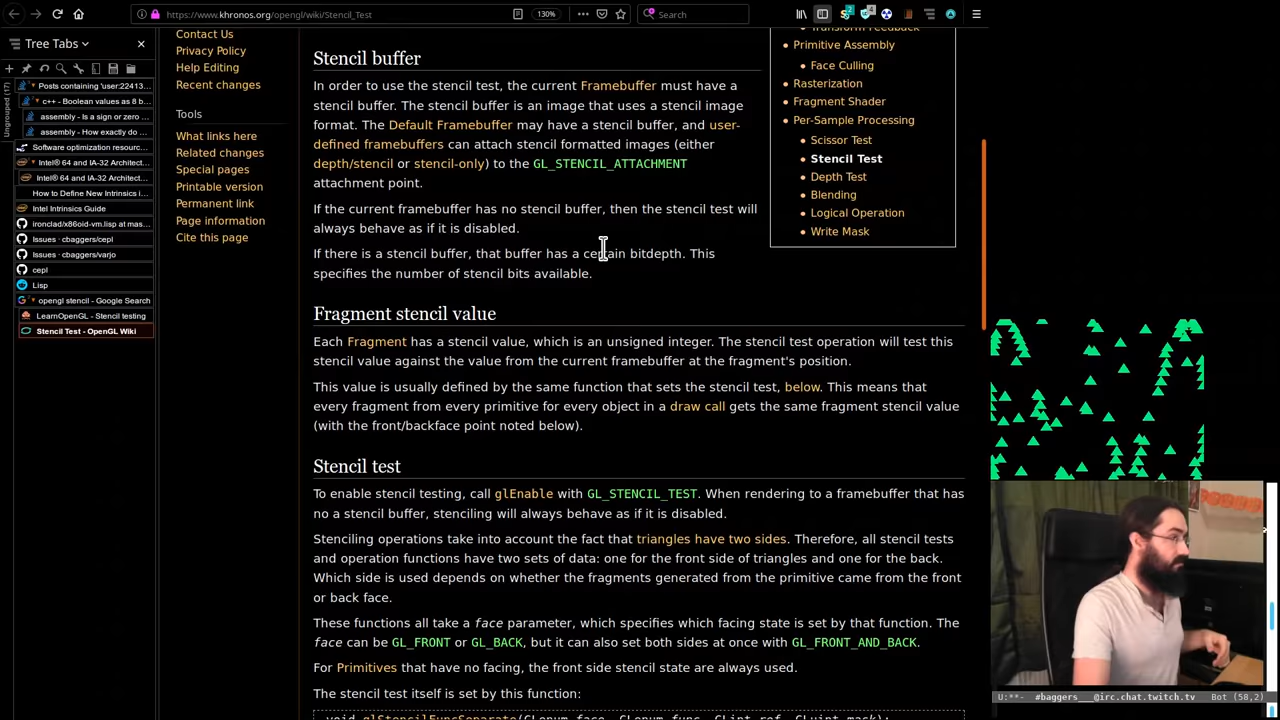 https://www.khronos.org/opengl/wiki/Stencil_Test
130%
Search
2
4
Tree Tabs
Ungrouped (17)
Posts containing 'user:22413...
c++ - Boolean values as 8 b...
assembly - Is a sign or zero ...
assembly - How exactly do ...
Software optimization resourc...
Intel® 64 and IA-32 Architect...
Intel® 64 and IA-32 Architect...
How to Define New Intrinsics i...
Intel Intrinsics Guide
ironclad/x86oid-vm.lisp at mas...
Issues · cbaggers/cepl
Issues · cbaggers/varjo
cepl
Lisp
opengl stencil - Google Search
LearnOpenGL - Stencil testing
Stencil Test - OpenGL Wiki
Contact Us
Privacy Policy
Help Editing
Recent changes
Tools
What links here
Related changes
Special pages
Printable version
Permanent link
Page information
Cite this page
Stencil buffer
In order to use the stencil test, the current Framebuffer must have a
stencil buffer. The stencil buffer is an image that uses a stencil image
format. The Default Framebuffer may have a stencil buffer, and user-
defined framebuffers can attach stencil formatted images (either
depth/stencil or stencil-only) to the GL_STENCIL_ATTACHMENT
attachment point.
If the current framebuffer has no stencil buffer, then the stencil test will
always behave as if it is disabled.
If there is a stencil buffer, that buffer has a certain bitdepth. This
specifies the number of stencil bits available.
Transform Feedback
Primitive Assembly
Face Culling
Rasterization
Fragment Shader
Per-Sample Processing
Scissor Test
Stencil Test
Depth Test
Blending
Logical Operation
Write Mask
Fragment stencil value
Each Fragment has a stencil value, which is an unsigned integer. The stencil test operation will test this
stencil value against the value from the current framebuffer at the fragment's position.
This value is usually defined by the same function that sets the stencil test, below. This means that
every fragment from every primitive for every object in a draw call gets the same fragment stencil value
(with the front/backface point noted below).
Stencil test
To enable stencil testing, call glEnable with GL_STENCIL_TEST. When rendering to a framebuffer that has
no a stencil buffer, stenciling will always behave as if it is disabled.
Stenciling operations take into account the fact that triangles have two sides. Therefore, all stencil tests
and operation functions have two sets of data: one for the front side of triangles and one for the back.
Which side is used depends on whether the fragments generated from the primitive came from the front
or back face.
These functions all take a face parameter, which specifies which facing state is set by that function. The
face can be GL_FRONT or GL_BACK, but it can also set both sides at once with GL_FRONT_AND_BACK.
For Primitives that have no facing, the front side stencil state are always used.
The stencil test itself is set by this function:
void glStencilFuncSeparate(GLenum face, GLenum func, GLint ref, GLuint mask);
U:**- #baggers___@irc.chat.twitch.tv Bot (58,2)